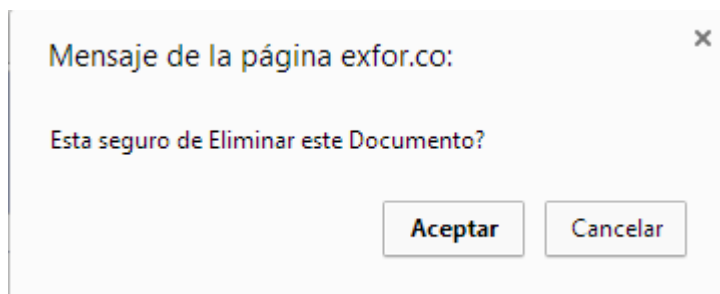 Mensaje de la página exfor.co:
Esta seguro de Eliminar este Documento?
Aceptar Cancelar